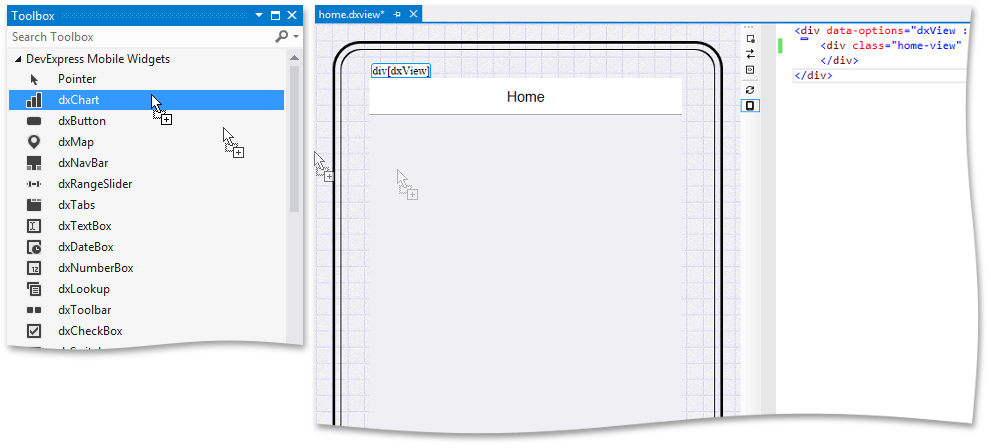 Toolbox
Search Toolbox
DevExpress Mobile Widgets
Pointer
dxChart
dxButton
dxMap
dxNavBar
dxRangeSlider
dxTabs
dxTextBox
dxDateBox
dxNumberBox
12
dxLookup
dxToolbar
dxCheckBox
home.dxview*
div[dxView]
Home
<div data-options="dxView :
<div class="home-view"
</div>
</div>